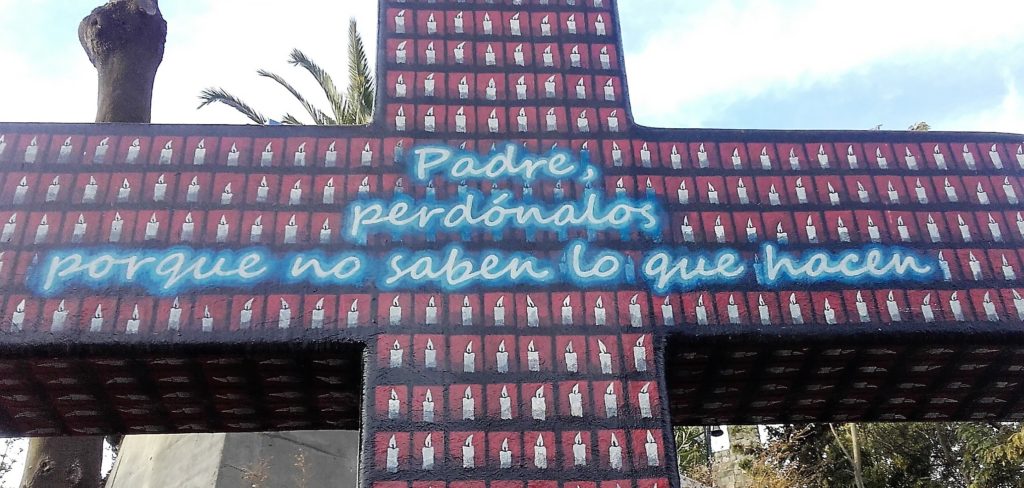 Padre,
perdónalos
porque no saben lo que hacen